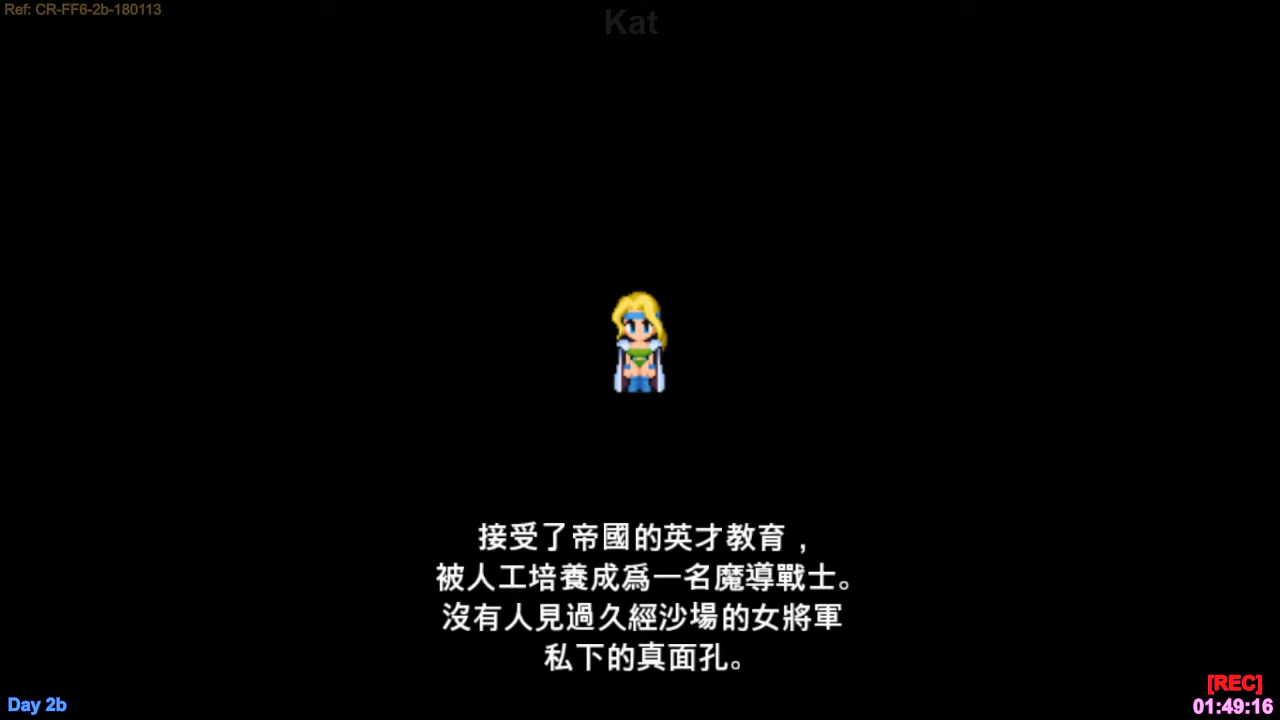 Ref: CR-FF6-2b-180113
Kat
接受了帝國的英才教育，
被人工培養成爲一名魔導戰士。
沒有人見過久經沙場的女將軍
私下的真面孔。
Day 2b
[REC]
01:49:16